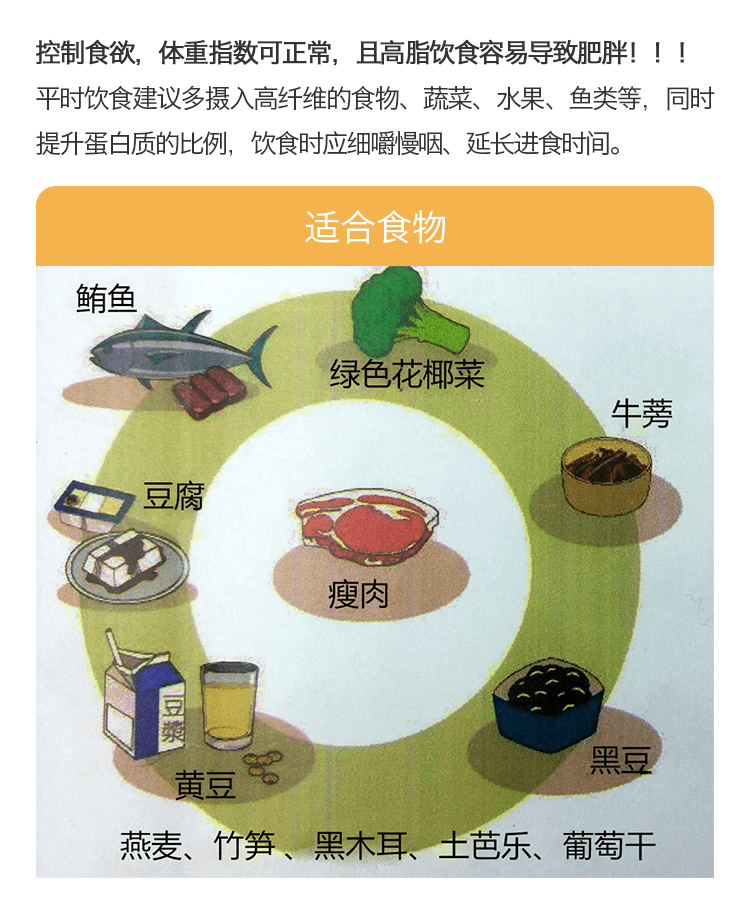 控制食欲，体重指数可正常，且高脂饮食容易导致肥胖！！！
平时饮食建议多摄入高纤维的食物、蔬菜、水果、鱼类等，同时
提升蛋白质的比例，饮食时应细嚼慢咽、延长进食时间。
适合食物
鲔鱼
绿色花椰菜
牛蒡
豆腐
瘦肉
豆漿
黑豆
黄豆
燕麦、竹笋、黑木耳、土芭乐、葡萄干